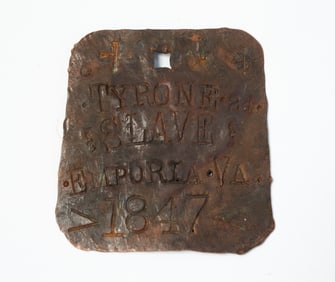 TYRONE
SLAVE
EMPORIA VA
1847